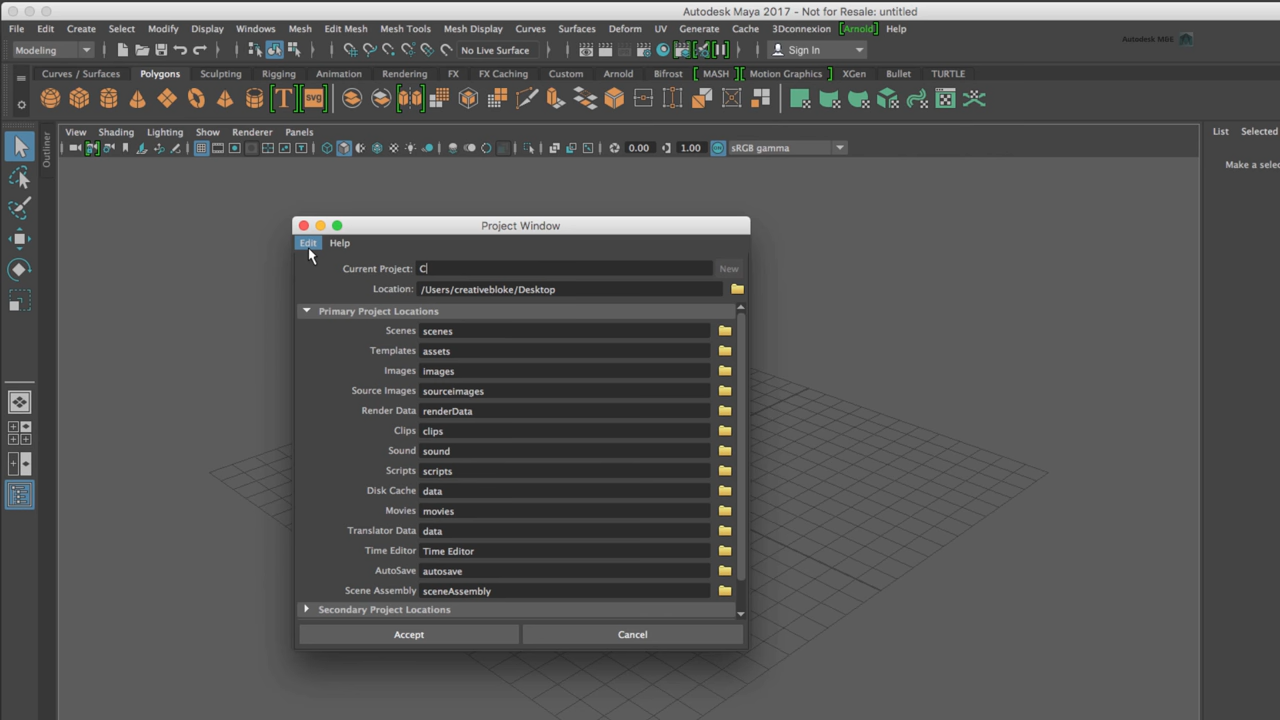 Autodesk Maya 2017 - Not for Resale: untitled
File Edit Create Select Modify Display Windows Mesh Edit Mesh Mesh Tools Mesh Display Curves Surfaces Deform UV Generate Cache 3Dconnexion [Arnold] Help
Autodesk M&E
Modeling No Live Surface Sign In
Curves / Surfaces Polygons Sculpting Rigging Animation Rendering FX FX Caching Custom Arnold Bifrost MASH Motion Graphics XGen Bullet TURTLE
T svg
View Shading Lighting Show Renderer Panels
List Selected
Outliner
0.00 1.00 sRGB gamma
Make a selec
Project Window
Edit Help
Current Project: C New
Location: /Users/creativebloke/Desktop
Primary Project Locations
Scenes scenes
Templates assets
Images images
Source Images sourceimages
Render Data renderData
Clips clips
Sound sound
Scripts scripts
Disk Cache data
Movies movies
Translator Data data
Time Editor Time Editor
AutoSave autosave
Scene Assembly sceneAssembly
Secondary Project Locations
Accept Cancel